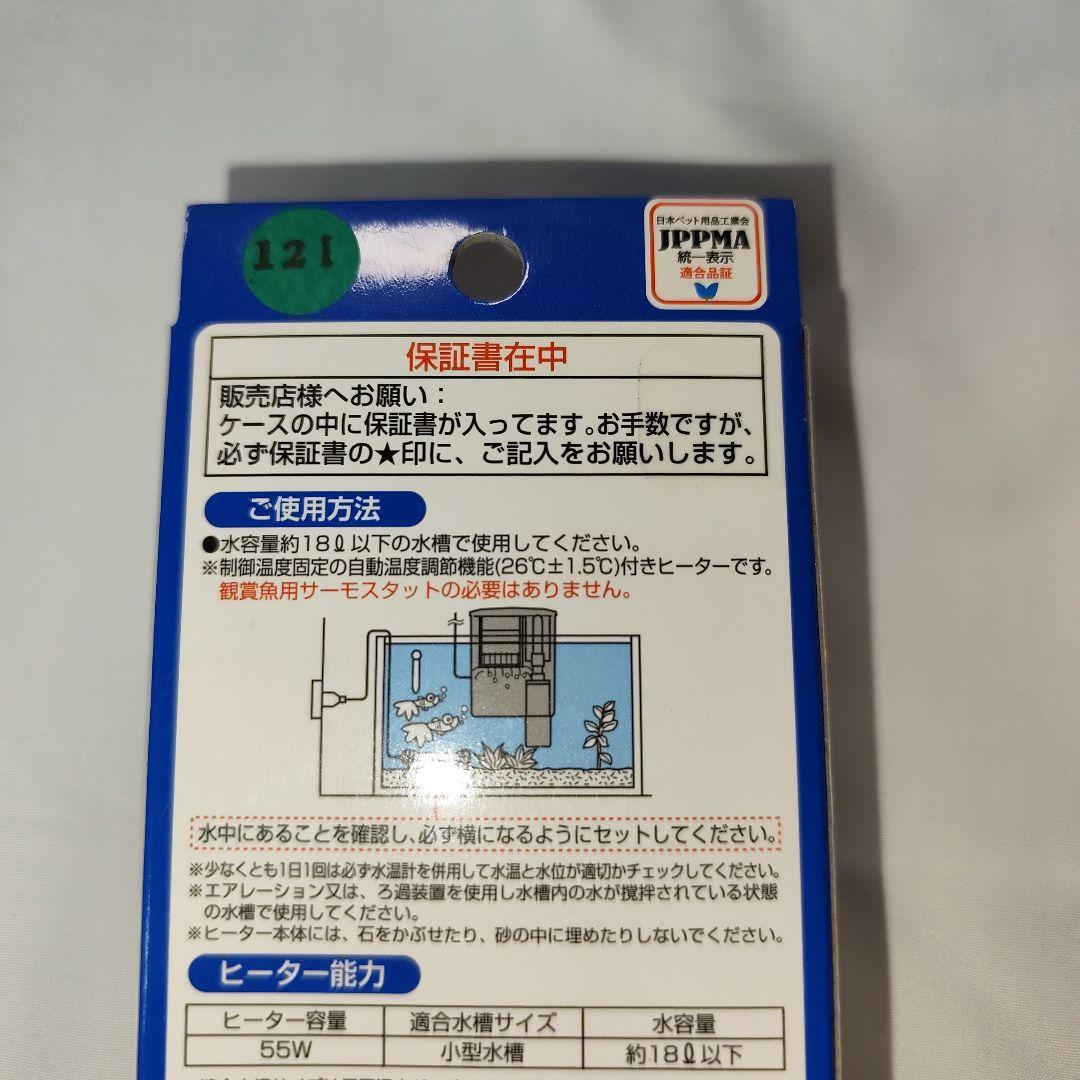 121
日本ペット用品工業会
JPPMA
統一表示
適合品証
保証書在中
販売店様へお願い：
ケースの中に保証書が入ってます。お手数ですが、
必ず保証書の★印に、ご記入をお願いします。
ご使用方法
●水容量約18ℓ以下の水槽で使用してください。
※制御温度固定の自動温度調節機能(26℃±1.5℃)付きヒーターです。
観賞魚用サーモスタットの必要はありません。
水中にあることを確認し、必ず横になるようにセットしてください。
※少なくとも1日1回は必ず水温計を併用して水温と水位が適切かチェックしてください。
※エアレーション又は、ろ過装置を使用し水槽内の水が撹拌されている状態
の水槽で使用してください。
※ヒーター本体には、石をかぶせたり、砂の中に埋めたりしないでください。
ヒーター能力
ヒーター容量 適合水槽サイズ 水容量
55W 小型水槽 約18ℓ以下